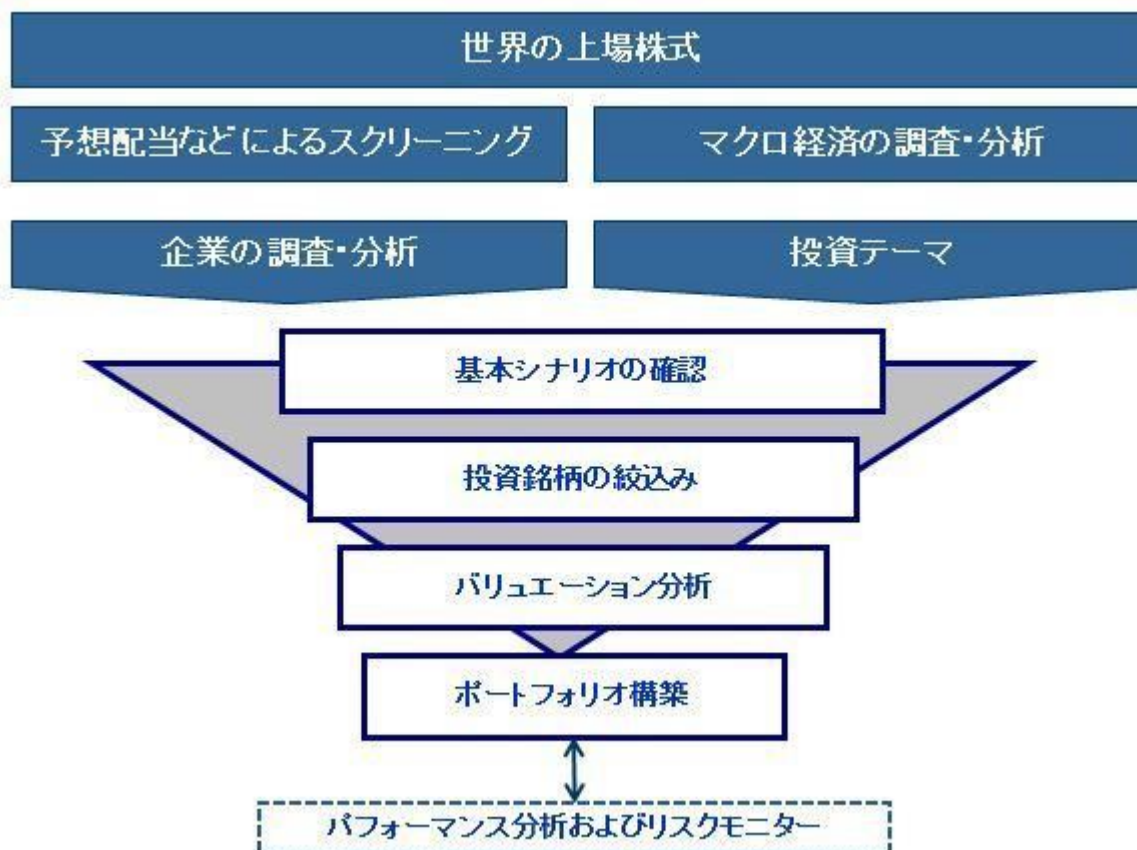 世界の上場株式
予想配当などによるスクリーニング
マクロ経済の調査・分析
企業の調査・分析
投資テーマ
基本シナリオの確認
投資銘柄の絞込み
バリュエーション分析
ポートフォリオ構築
パフォーマンス分析およびリスクモニター